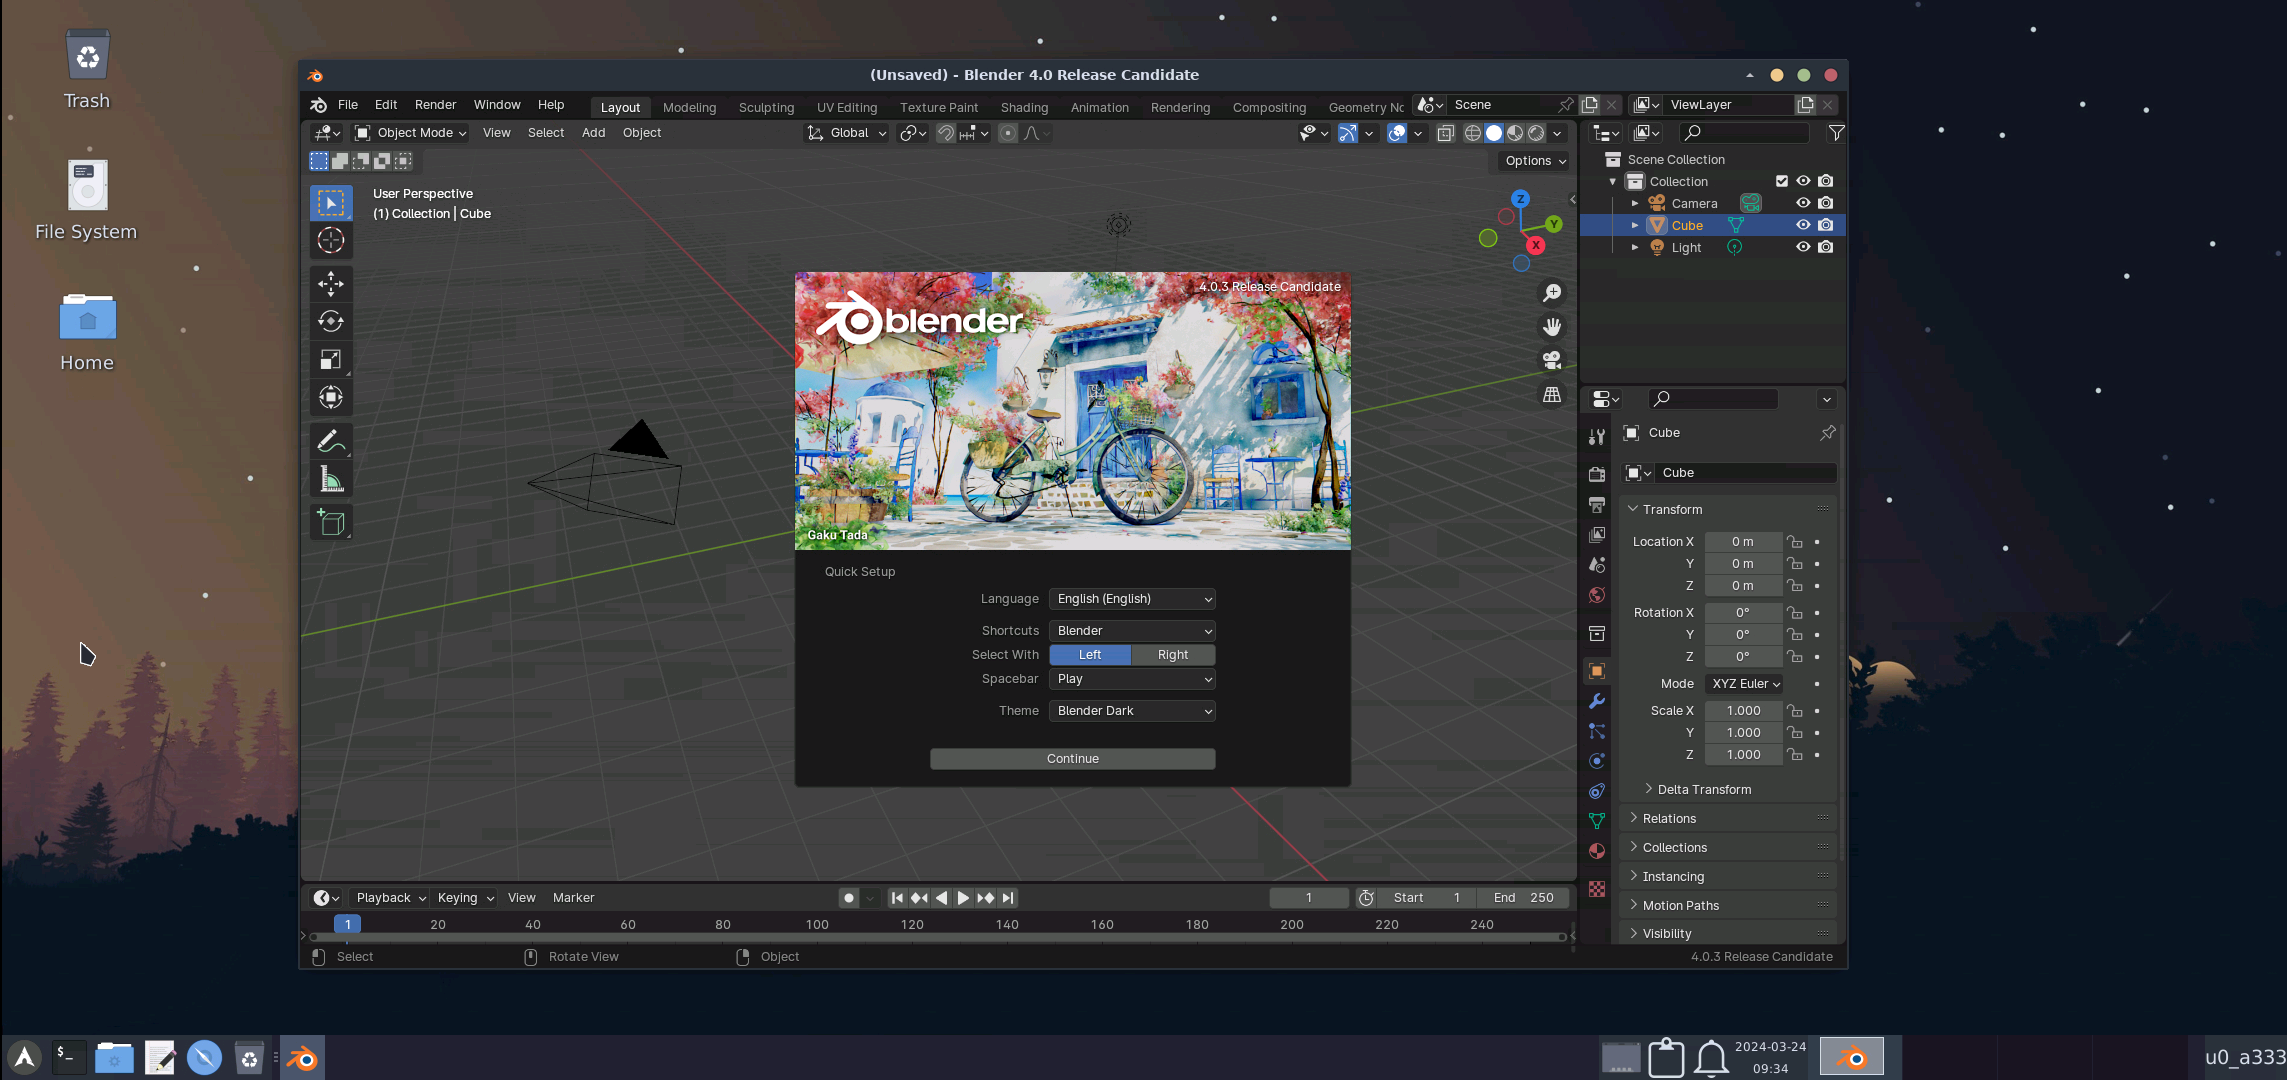 Trash
File System
Home
(Unsaved) - Blender 4.0 Release Candidate
File Edit Render Window Help Layout Modeling Sculpting UV Editing Texture Paint Shading Animation Rendering Compositing Geometry No Scene ViewLayer
Object Mode View Select Add Object Global
Options
User Perspective
(1) Collection | Cube
Z
Y
X
Scene Collection
Collection
Camera
Cube
Light
4.0.3 Release Candidate
blender
Gaku Tada
Quick Setup
Language English (English)
Shortcuts Blender
Select With Left Right
Spacebar Play
Theme Blender Dark
Continue
Cube
Cube
Transform
Location X 0 m
Y 0 m
Z 0 m
Rotation X 0°
Y 0°
Z 0°
Mode XYZ Euler
Scale X 1.000
Y 1.000
Z 1.000
Delta Transform
Relations
Collections
Instancing
Motion Paths
Visibility
Playback Keying View Marker 1 Start 1 End 250
1 20 40 60 80 100 120 140 160 180 200 220 240
Select Rotate View Object 4.0.3 Release Candidate
$_
2024-03-24
09:34
u0_a333